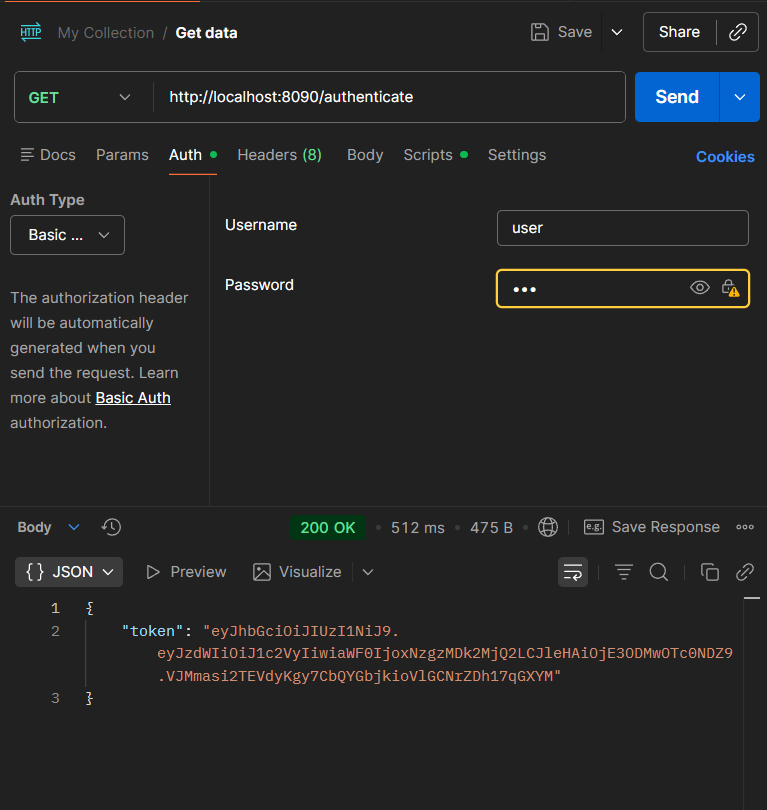 HTTP My Collection / Get data Save Share
GET http://localhost:8090/authenticate Send
Docs Params Auth Headers (8) Body Scripts Settings Cookies
Auth Type
Basic ...
The authorization header
will be automatically
generated when you
send the request. Learn
more about Basic Auth
authorization.
Username user
Password •••
Body 200 OK • 512 ms • 475 B • e.g. Save Response
{} JSON Preview Visualize
1 {
2 "token": "eyJhbGciOiJIUzI1NiJ9.
eyJzdWIiOiJ1c2VyIiwiaWF0IjoxNzgzMDk2MjQ2LCJleHAiOjE3ODMwOTc0NDZ9
.VJMmasi2TEVdyKgy7CbQYGbjkioVlGCNrZDh17qGXYM"
3 }